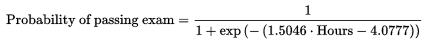 Probability of passing exam = 1 / (1 + exp (− (1.5046 · Hours − 4.0777)))